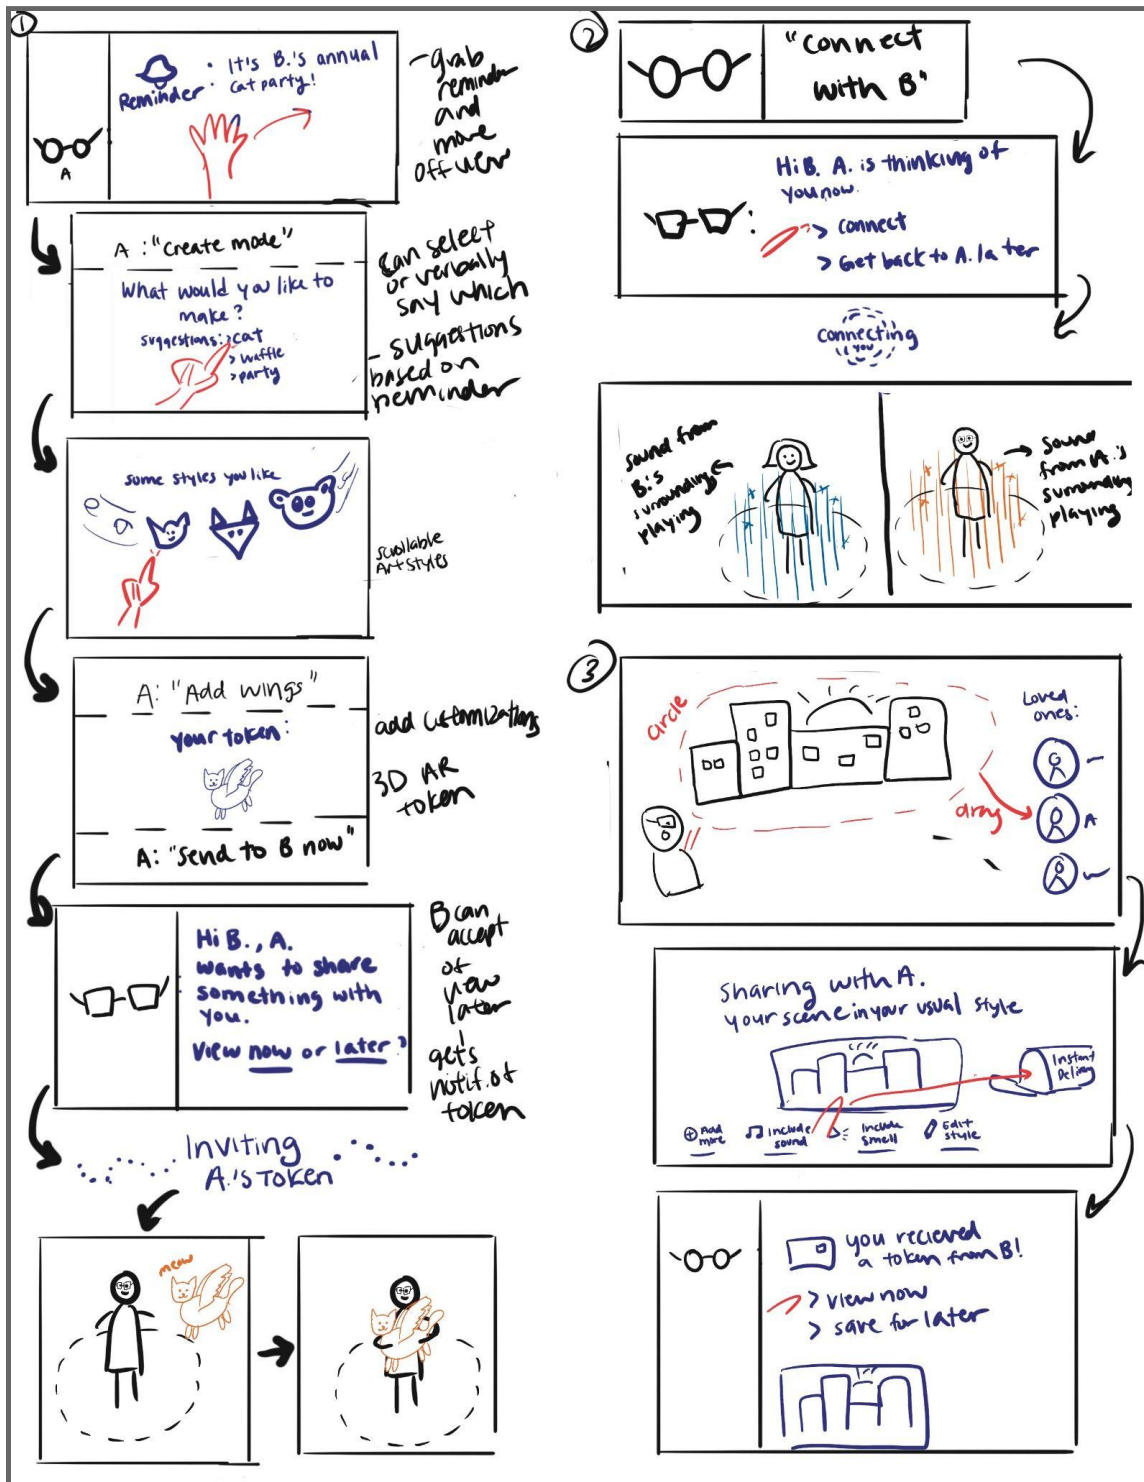 1
Reminder
• It's B.'s annual
cat party!
A
- grab
reminder
and
move
off view
A: "Create mode"
What would you like to
make?
suggestions: > cat
> waffle
> party
can select
or verbally
say which
- suggestions
based on
reminder
some styles you like
scrollable
Art styles
A: "Add wings"
your token:
add customizations
3D AR
token
A: "Send to B now"
Hi B., A.
wants to share
something with
you.
View now or later?
B can
accept
or
view
later
gets
notif. of
token
Inviting
A.'s Token
meow
2
"connect
with B"
Hi B. A. is thinking of
you now.
> connect
> Get back to A. later
connecting
you
sound from
B.'s
surrounding
playing
Sound
from A.'s
surrounding
playing
3
circle
Loved
ones:
A
drag
Sharing with A.
your scene in your usual style
Instant
Delivery
Add
more
Include
sound
Include
smell
Edit
style
you recieved
a token from B!
> view now
> save for later